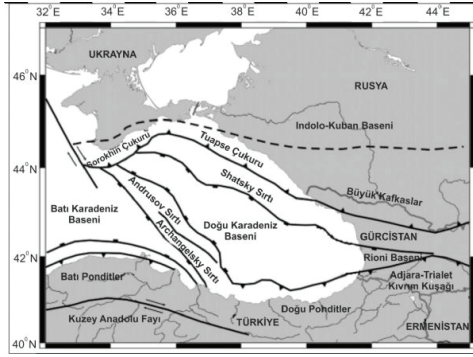 32°E 34°E 36°E 38°E 40°E 42°E 44°E
UKRAYNA
46°N
RUSYA
Indolo-Kuban Baseni
Sorokhin Çukuru
Tuapse Çukuru
44°N
Shatsky Sırtı
Büyük Kafkaslar
Andrusov Sırtı
Batı Karadeniz
Baseni
Doğu Karadeniz
Baseni
Archangelsky Sırtı
GÜRCİSTAN
42°N
Rioni Baseni
Batı Ponditler
Adjara-Trialet
Kıvrım Kuşağı
Doğu Ponditler
Kuzey Anadolu Fayı
TÜRKİYE
ERMENİSTAN
40°N